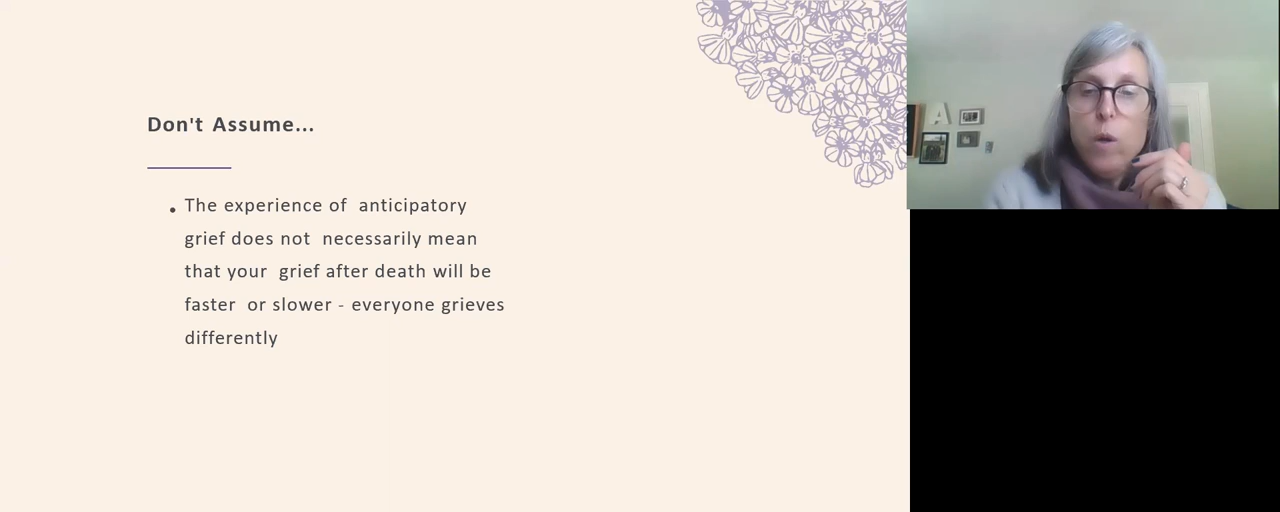 Don't Assume...
• The experience of anticipatory
grief does not necessarily mean
that your grief after death will be
faster or slower - everyone grieves
differently
A